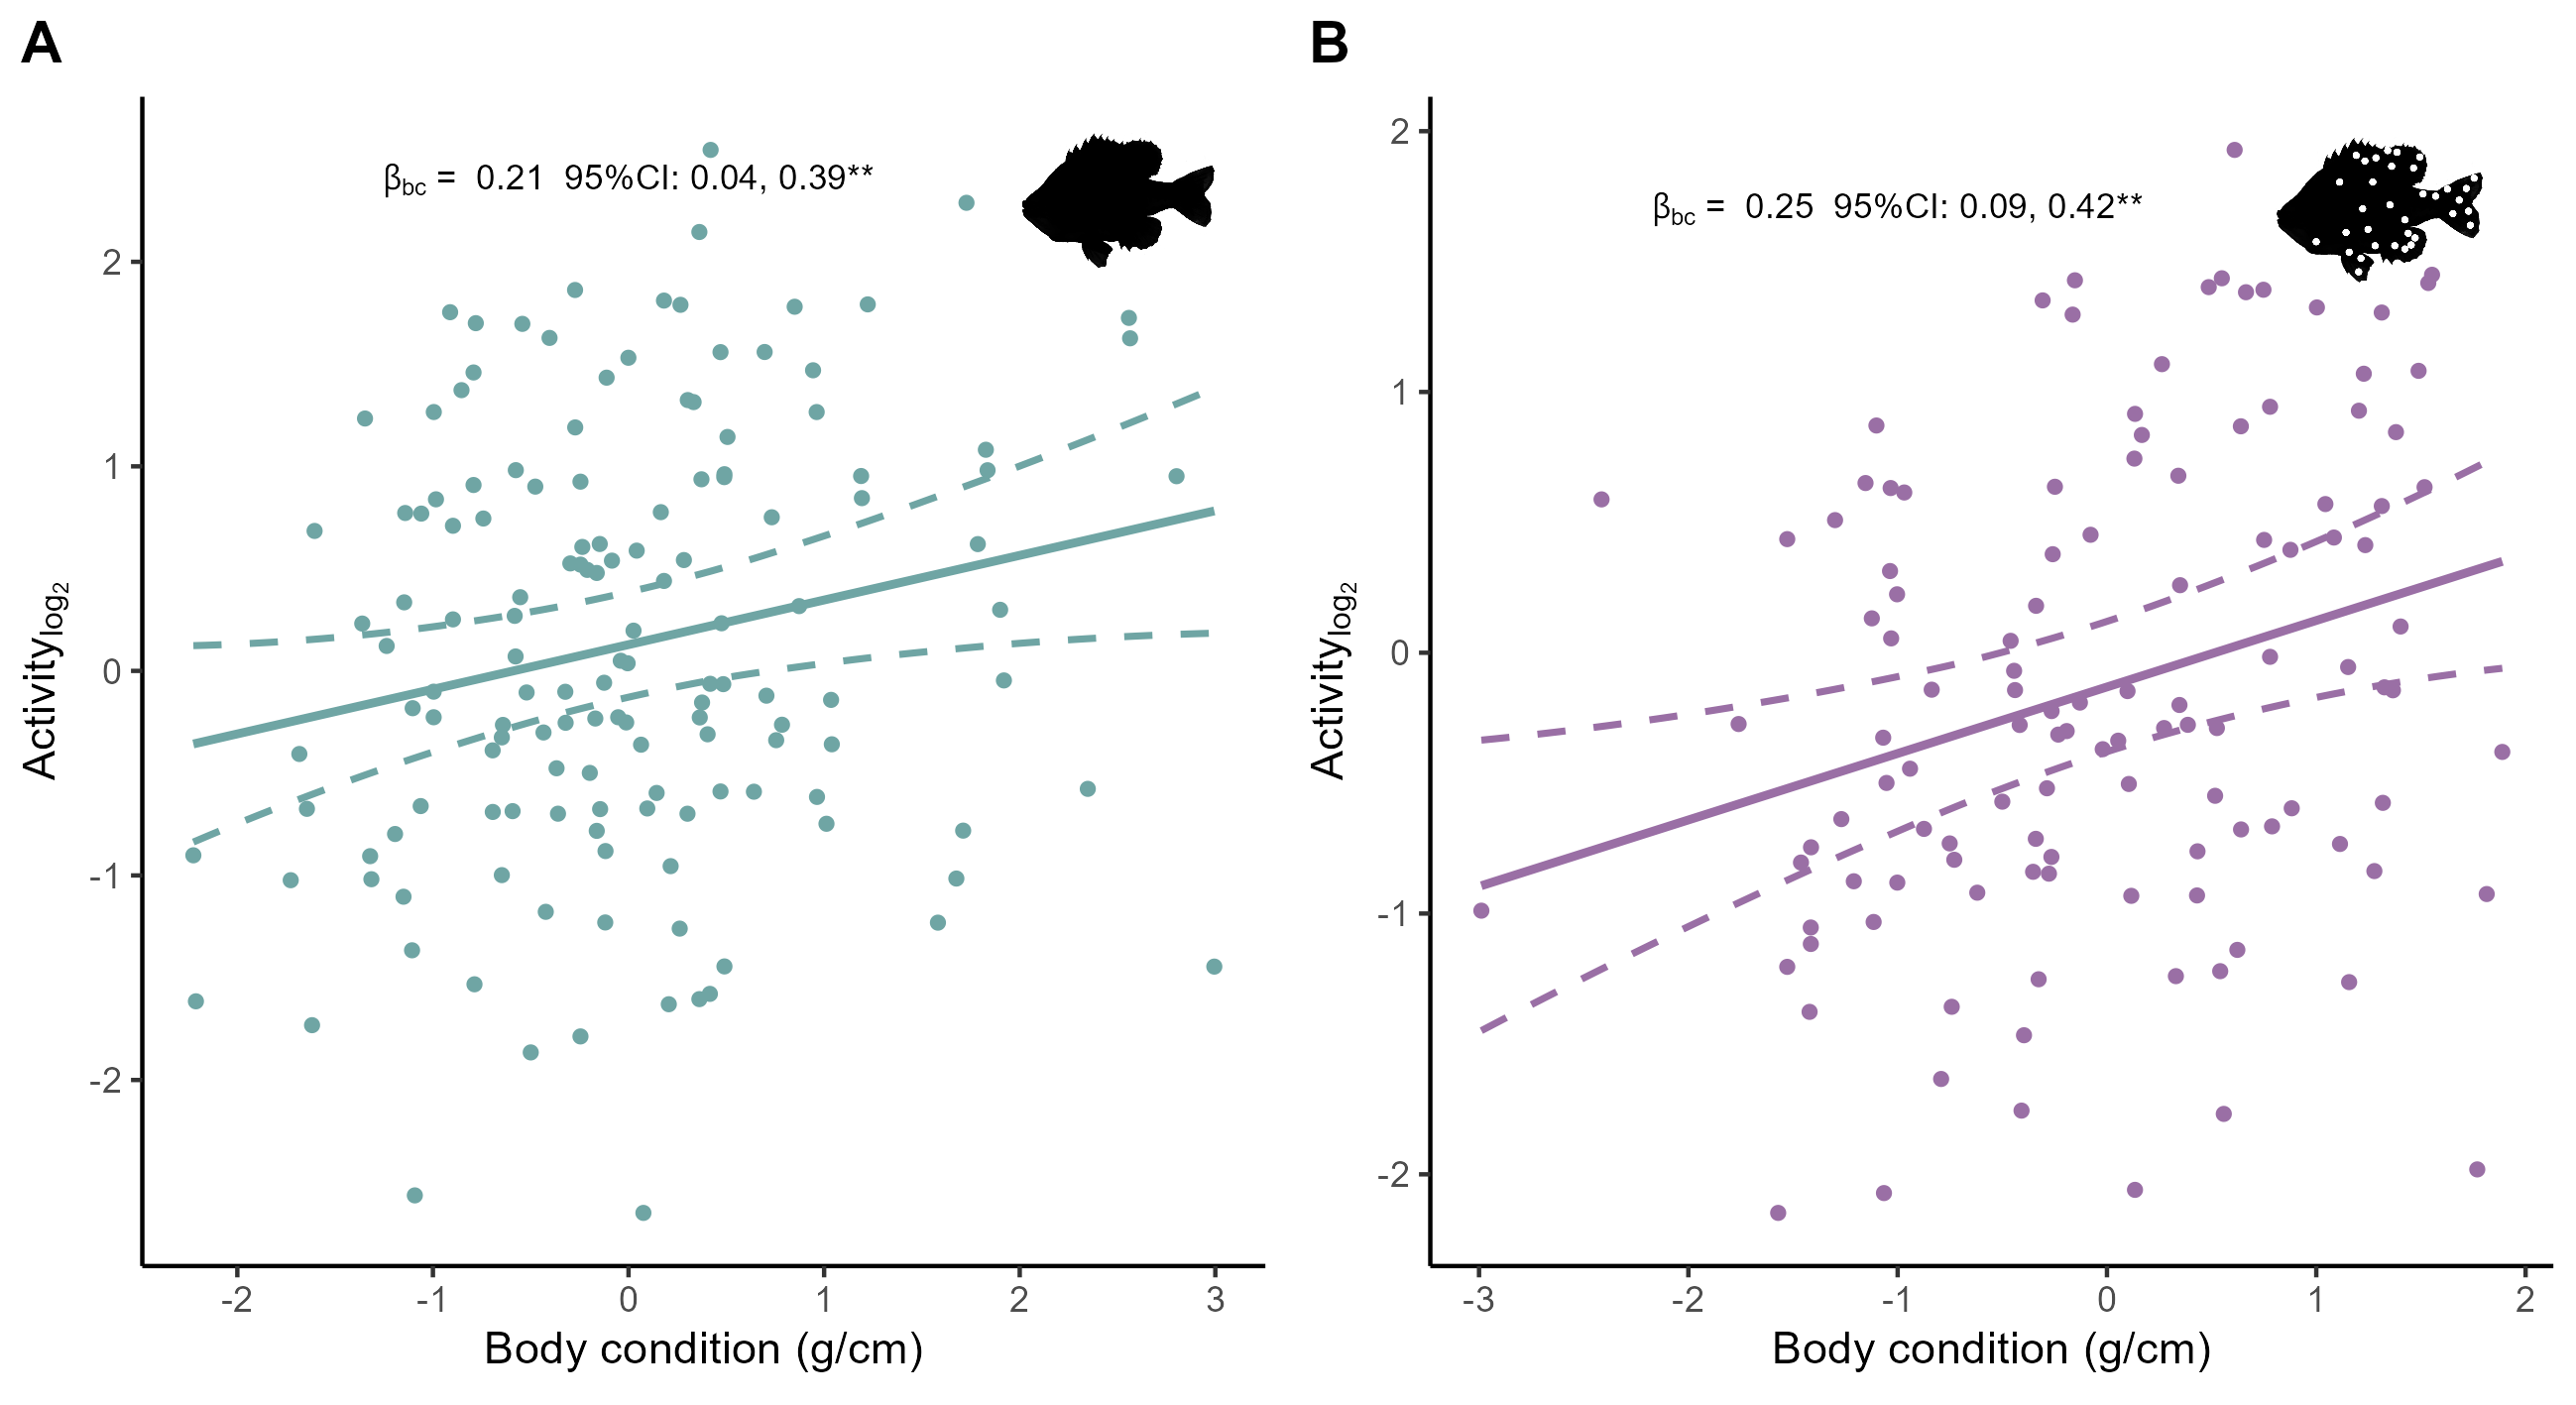 A
βbc = 0.21 95%CI: 0.04, 0.39**
2
1
0
-1
-2
Activitylog2
-2 -1 0 1 2 3
Body condition (g/cm)
B
βbc = 0.25 95%CI: 0.09, 0.42**
2
1
0
-1
-2
Activitylog2
-3 -2 -1 0 1 2
Body condition (g/cm)